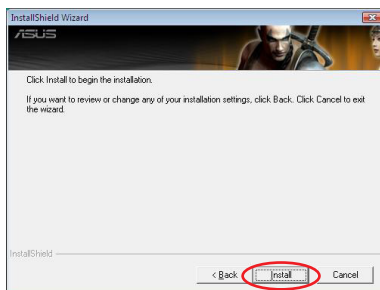 InstallShield Wizard
ASUS
Click Install to begin the installation.
If you want to review or change any of your installation settings, click Back. Click Cancel to exit
the wizard.
InstallShield
< Back Install Cancel